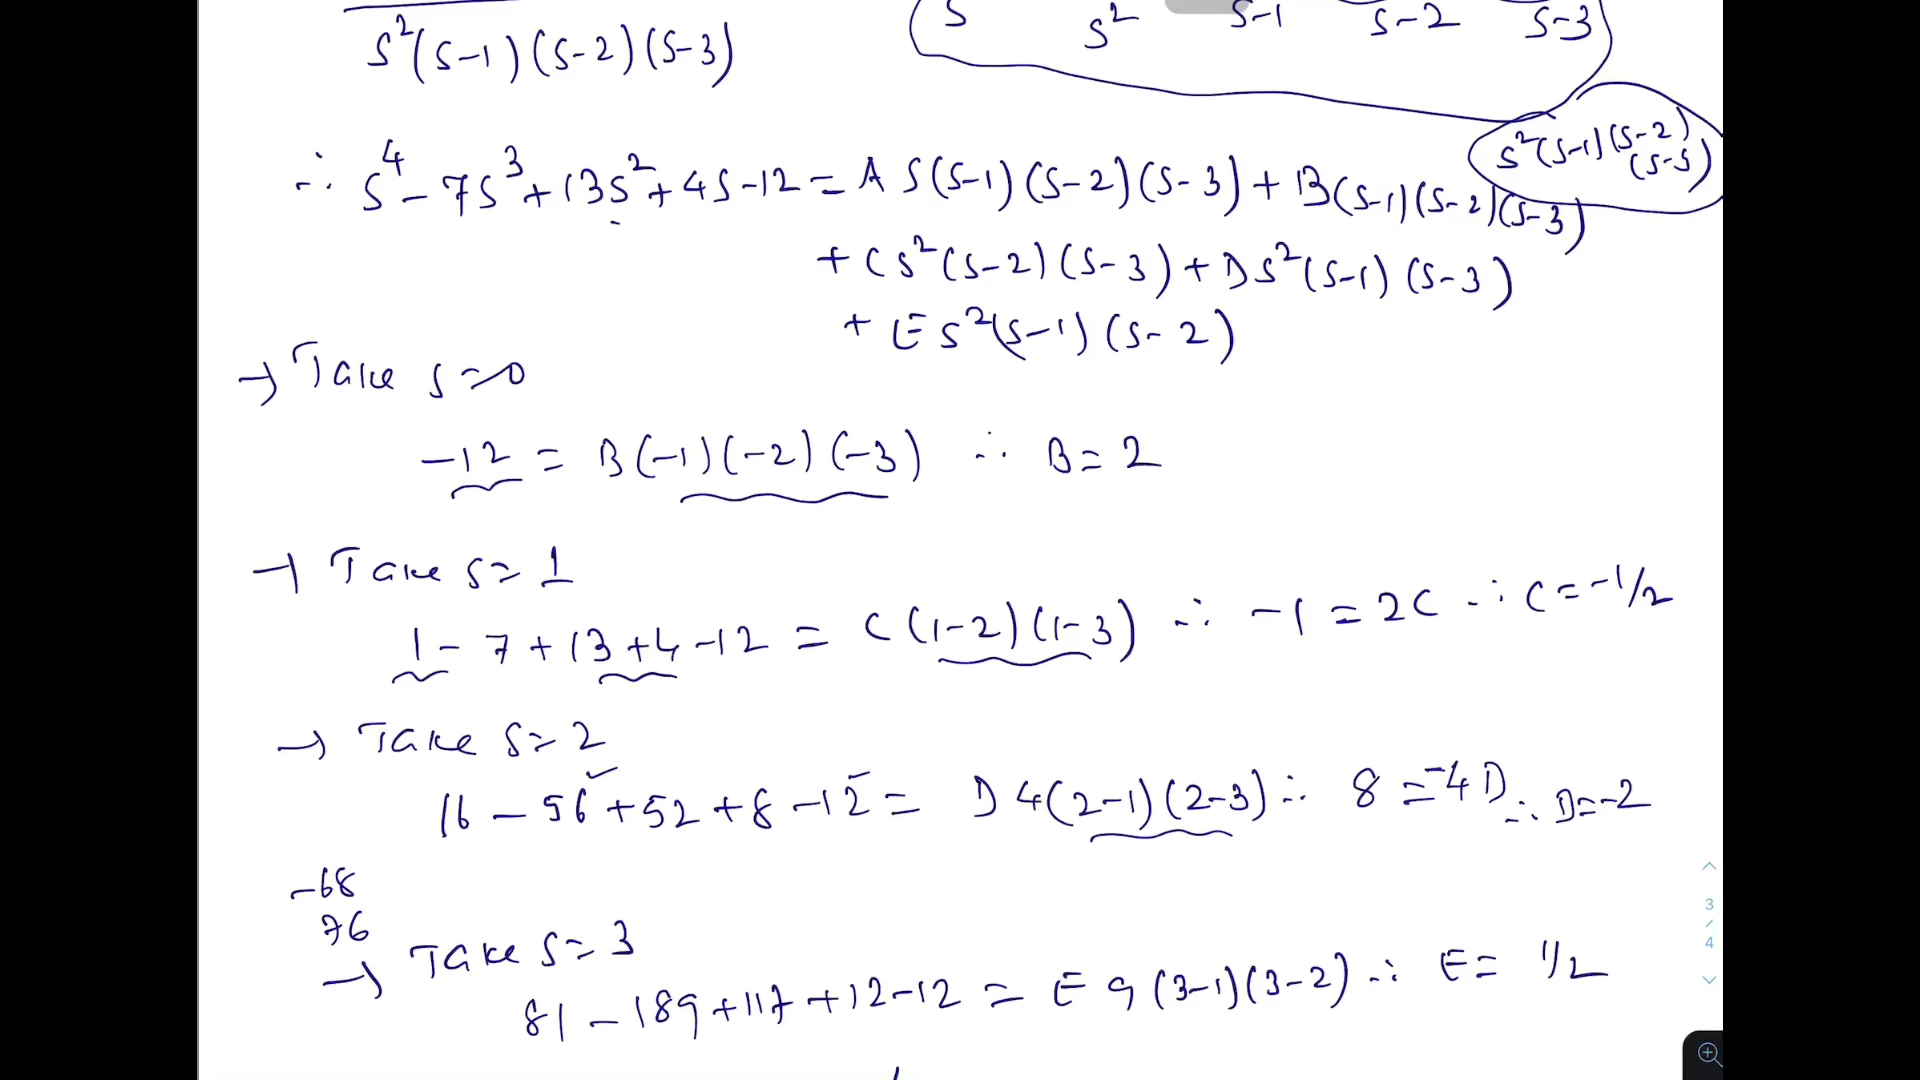 S²(S-1)(S-2)(S-3)
S S² S-1 S-2 S-3
S²(S-1)(S-2)
(S-3)
∴ S⁴ - 7S³ + 13S² + 4S - 12 = A S(S-1)(S-2)(S-3) + B(S-1)(S-2)(S-3)
+ C S²(S-2)(S-3) + D S²(S-1)(S-3)
+ E S²(S-1)(S-2)
→ Take S=0
-12 = B(-1)(-2)(-3) ∴ B = 2
→ Take S=1
1 - 7 + 13 + 4 - 12 = C(1-2)(1-3) ∴ -1 = 2C ∴ C = -1/2
→ Take S=2
16 - 56 + 52 + 8 - 12 = D 4(2-1)(2-3) ∴ 8 = -4D ∴ D = -2
-68
76
→ Take S=3
81 - 189 + 117 + 12 - 12 = E 9(3-1)(3-2) ∴ E = 1/2
3
/
4